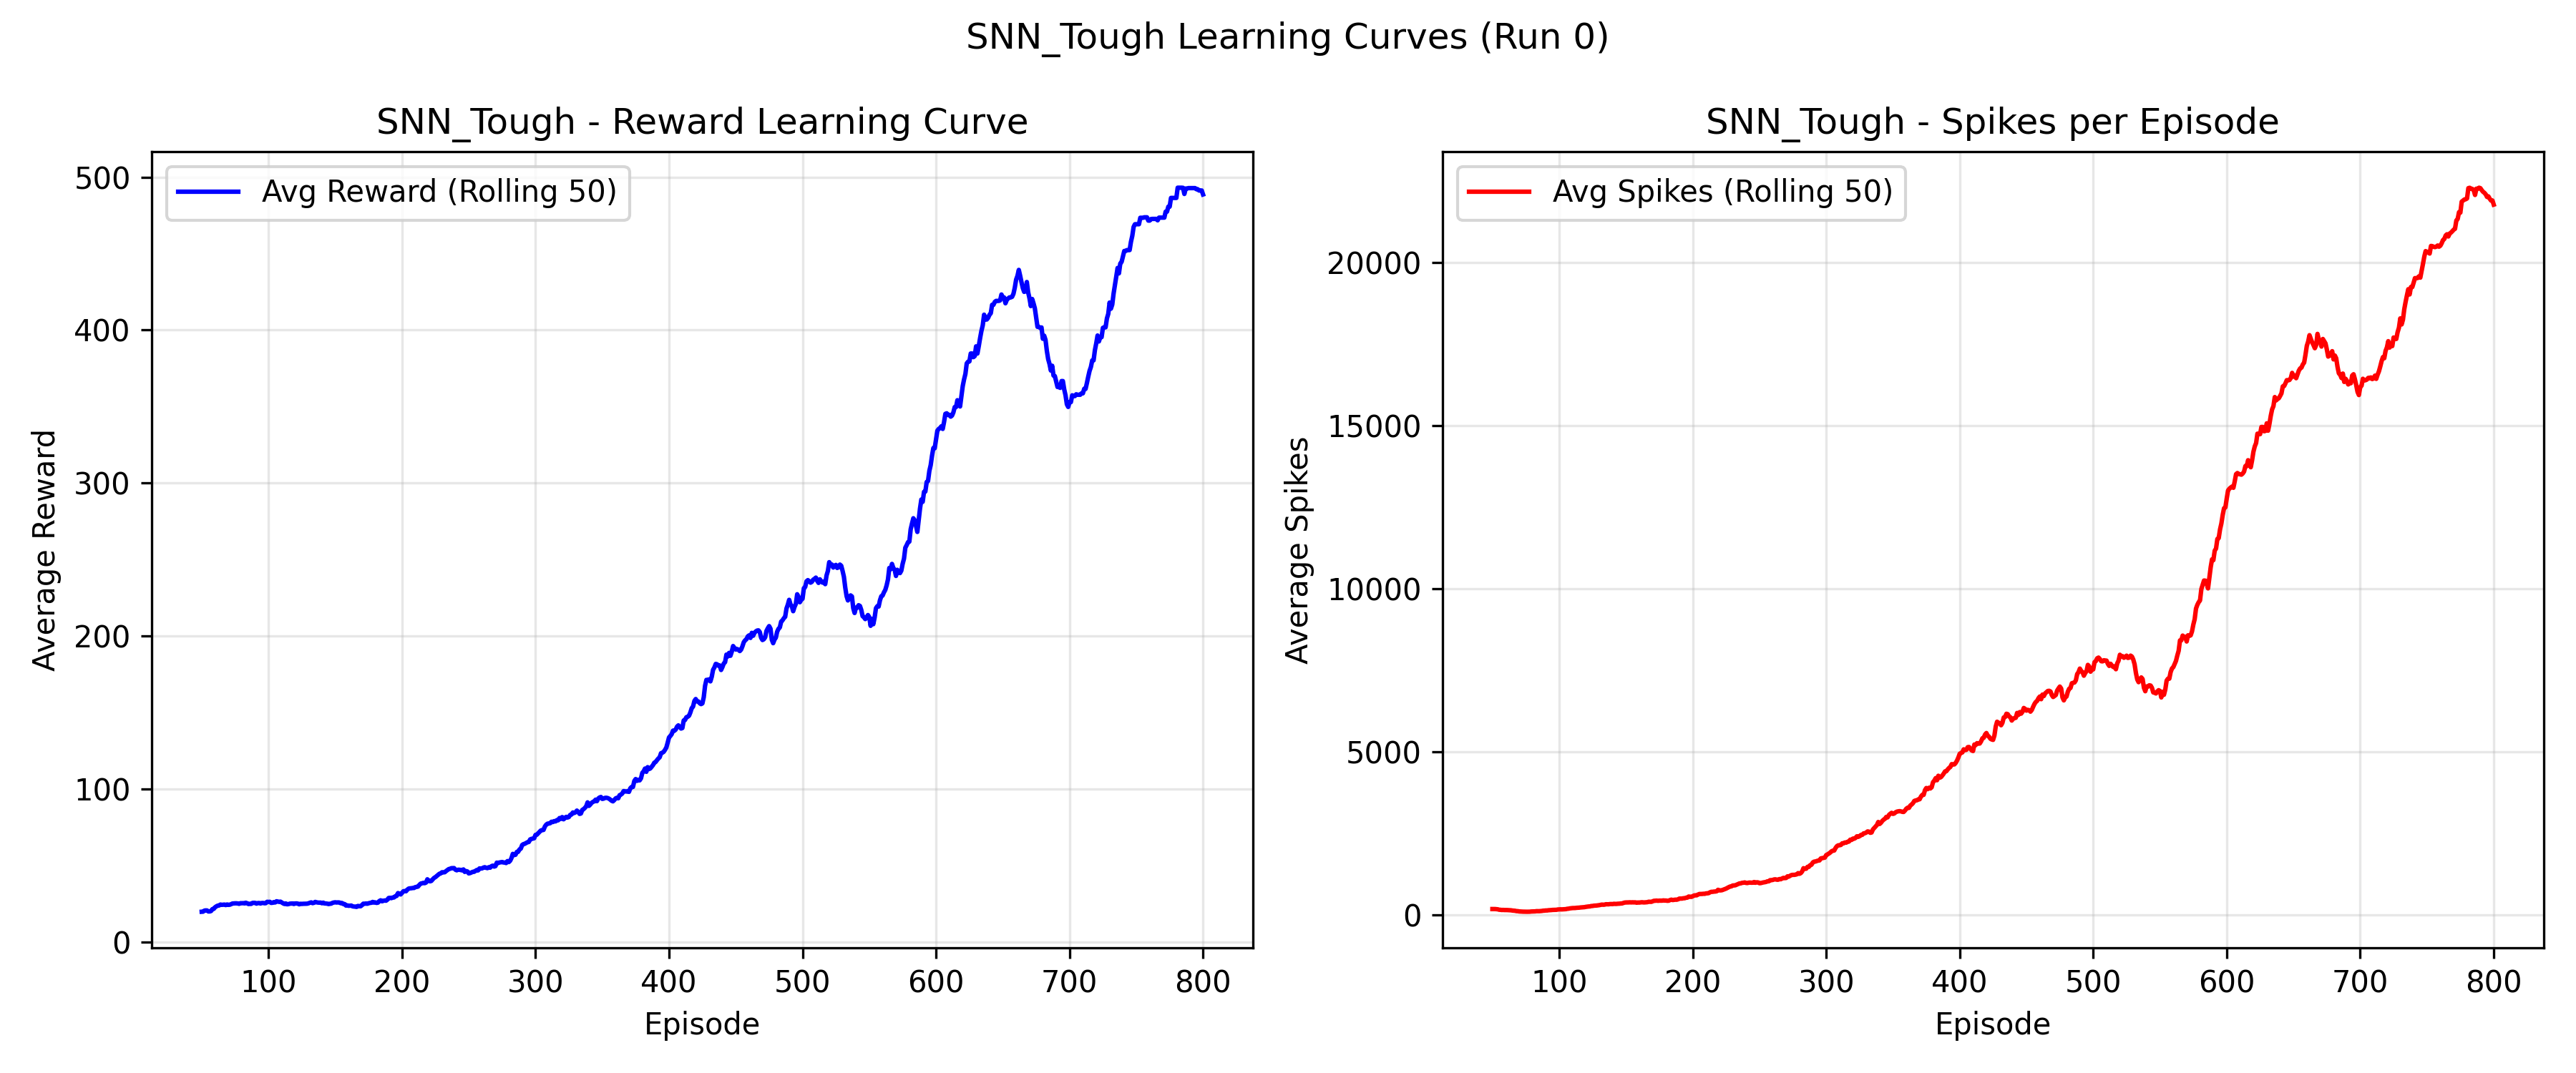 SNN_Tough Learning Curves (Run 0)
SNN_Tough - Reward Learning Curve
Avg Reward (Rolling 50)
500
400
300
200
100
0
Average Reward
100 200 300 400 500 600 700 800
Episode
SNN_Tough - Spikes per Episode
Avg Spikes (Rolling 50)
20000
15000
10000
5000
0
Average Spikes
100 200 300 400 500 600 700 800
Episode